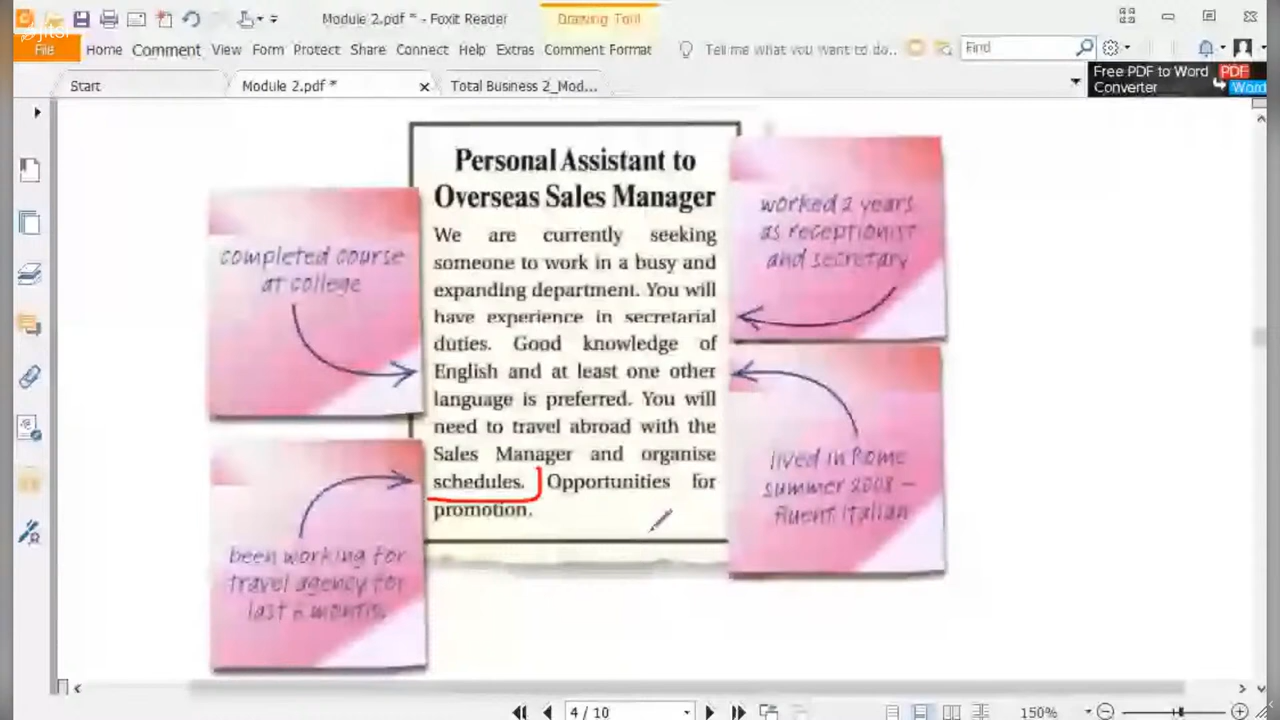 Module 2.pdf * - Foxit Reader
Drawing Tool
jitsi
File Home Comment View Form Protect Share Connect Help Extras Comment Format Tell me what you want to do.. Find
Start Module 2.pdf * Total Business 2_Mod...
Free PDF to Word
Converter
PDF
Word
Personal Assistant to
Overseas Sales Manager
We are currently seeking
someone to work in a busy and
expanding department. You will
have experience in secretarial
duties. Good knowledge of
English and at least one other
language is preferred. You will
need to travel abroad with the
Sales Manager and organise
schedules. Opportunities for
promotion.
completed course
at college
worked 2 years
as receptionist
and secretary
been working for
travel agency for
last 6 months.
lived in Rome
summer 2008 –
fluent Italian
4 / 10
150%